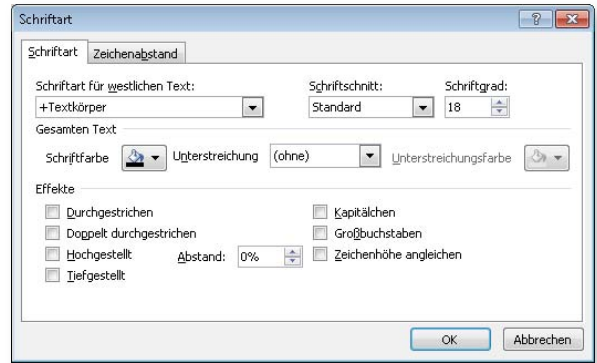 Schriftart
Schriftart Zeichenabstand
Schriftart für westlichen Text: Schriftschnitt: Schriftgrad:
+Textkörper Standard 18
Gesamten Text
Schriftfarbe Unterstreichung (ohne) Unterstreichungsfarbe
Effekte
Durchgestrichen Kapitälchen
Doppelt durchgestrichen Großbuchstaben
Hochgestellt Abstand: 0% Zeichenhöhe angleichen
Tiefgestellt
OK Abbrechen